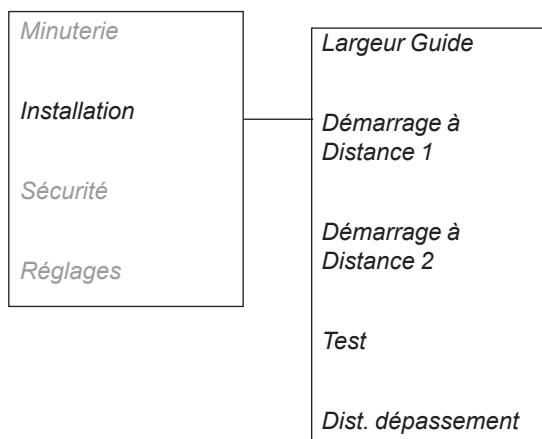 Minuterie
Installation
Sécurité
Réglages
Largeur Guide
Démarrage à
Distance 1
Démarrage à
Distance 2
Test
Dist. dépassement